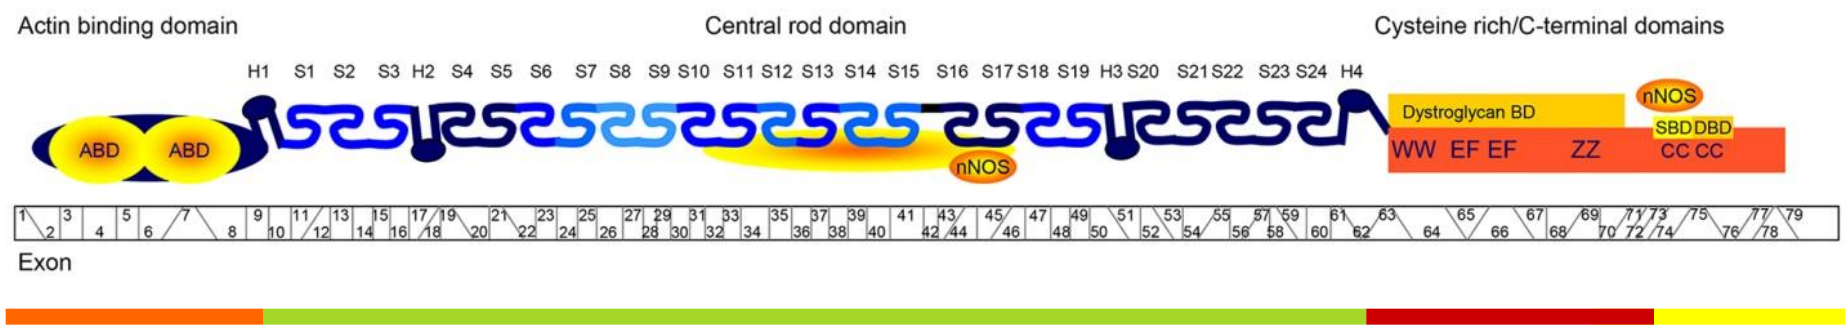 Actin binding domain Central rod domain Cysteine rich/C-terminal domains
H1 S1 S2 S3 H2 S4 S5 S6 S7 S8 S9 S10 S11 S12 S13 S14 S15 S16 S17 S18 S19 H3 S20 S21 S22 S23 S24 H4
nNOS
Dystroglycan BD
SBD DBD
ABD ABD WW EF EF ZZ CC CC
nNOS
1 3 5 7 9 11 13 15 17 19 21 23 25 27 29 31 33 35 37 39 41 43 45 47 49 51 53 55 57 59 61 63 65 67 69 71 73 75 77 79
2 4 6 8 10 12 14 16 18 20 22 24 26 28 30 32 34 36 38 40 42 44 46 48 50 52 54 56 58 60 62 64 66 68 70 72 74 76 78
Exon